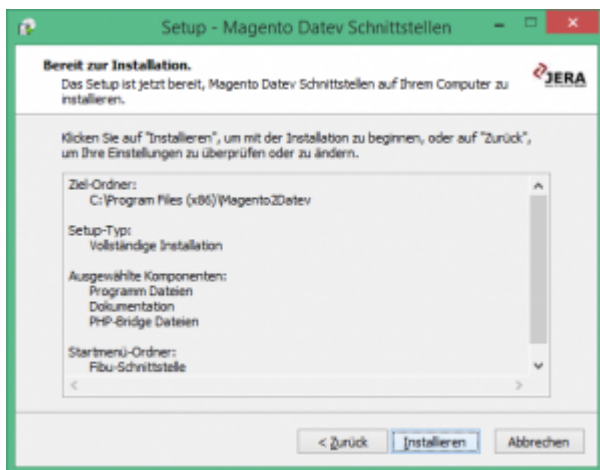 Setup - Magento Datev Schnittstellen
Bereit zur Installation.
Das Setup ist jetzt bereit, Magento Datev Schnittstellen auf Ihrem Computer zu
installieren.
JERA
Klicken Sie auf "Installieren", um mit der Installation zu beginnen, oder auf "Zurück",
um Ihre Einstellungen zu überprüfen oder zu ändern.
Ziel-Ordner:
C:\Program Files (x86)\Magento2Datev
Setup-Typ:
Vollständige Installation
Ausgewählte Komponenten:
Programm Dateien
Dokumentation
PHP-Bridge Dateien
Startmenü-Ordner:
Fibu-Schnittstelle
< Zurück
Installieren
Abbrechen